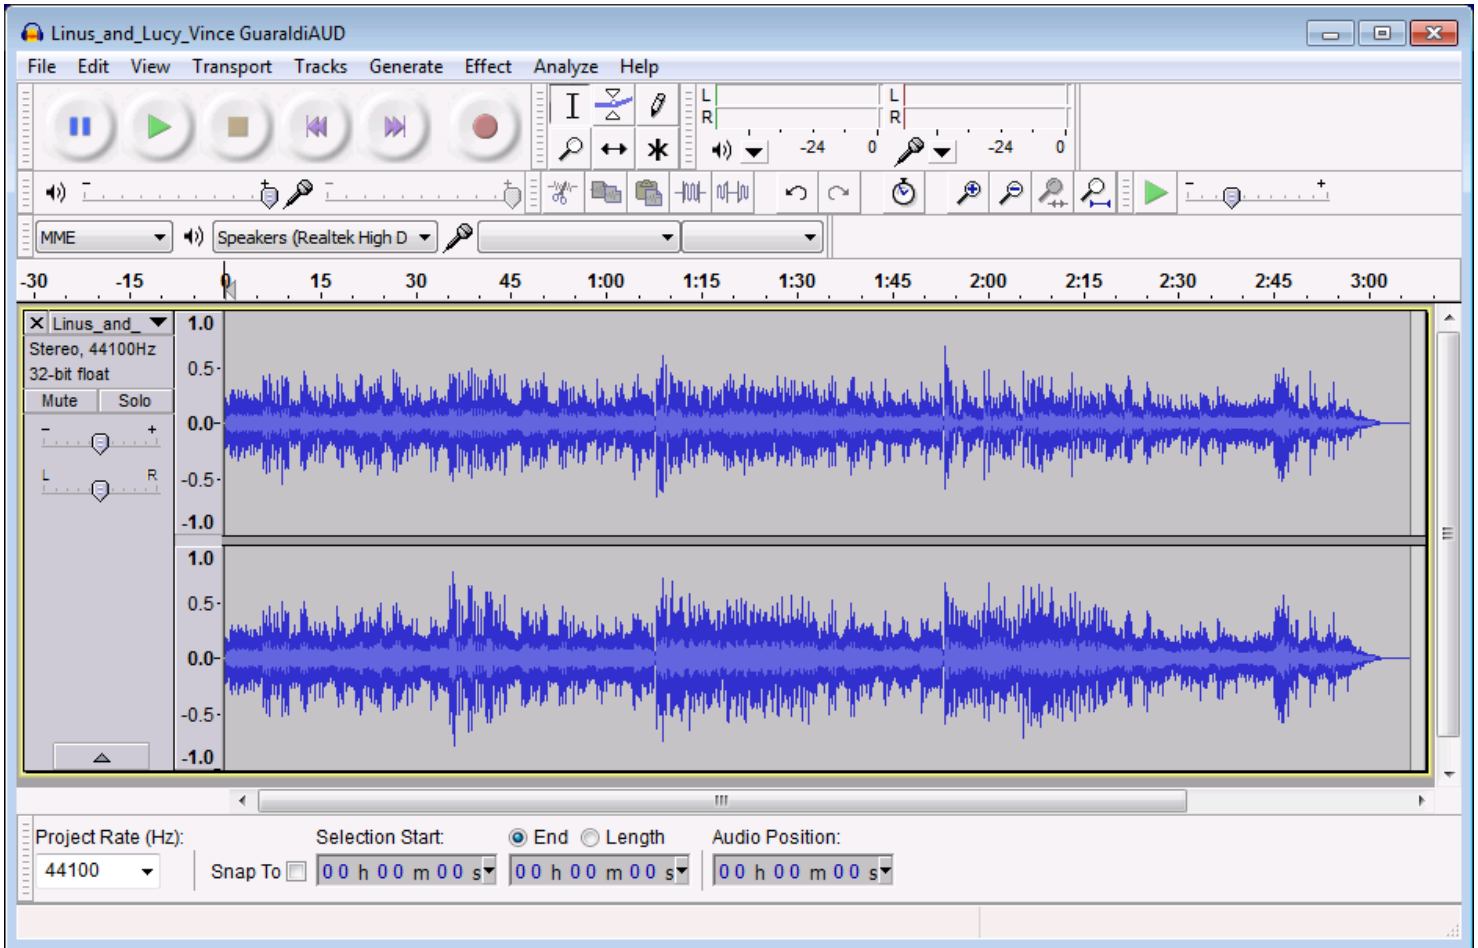 Linus_and_Lucy_Vince GuaraldiAUD
File Edit View Transport Tracks Generate Effect Analyze Help
L L
R R
-24 0 -24 0
MME Speakers (Realtek High D
-30 -15 0 15 30 45 1:00 1:15 1:30 1:45 2:00 2:15 2:30 2:45 3:00
X Linus_and_ 1.0
Stereo, 44100Hz
32-bit float
0.5
Mute Solo
- + 0.0
L R
-0.5
-1.0
1.0
0.5
0.0
-0.5
-1.0
Project Rate (Hz): Selection Start: End Length Audio Position:
44100 Snap To 00 h 00 m 00 s 00 h 00 m 00 s 00 h 00 m 00 s